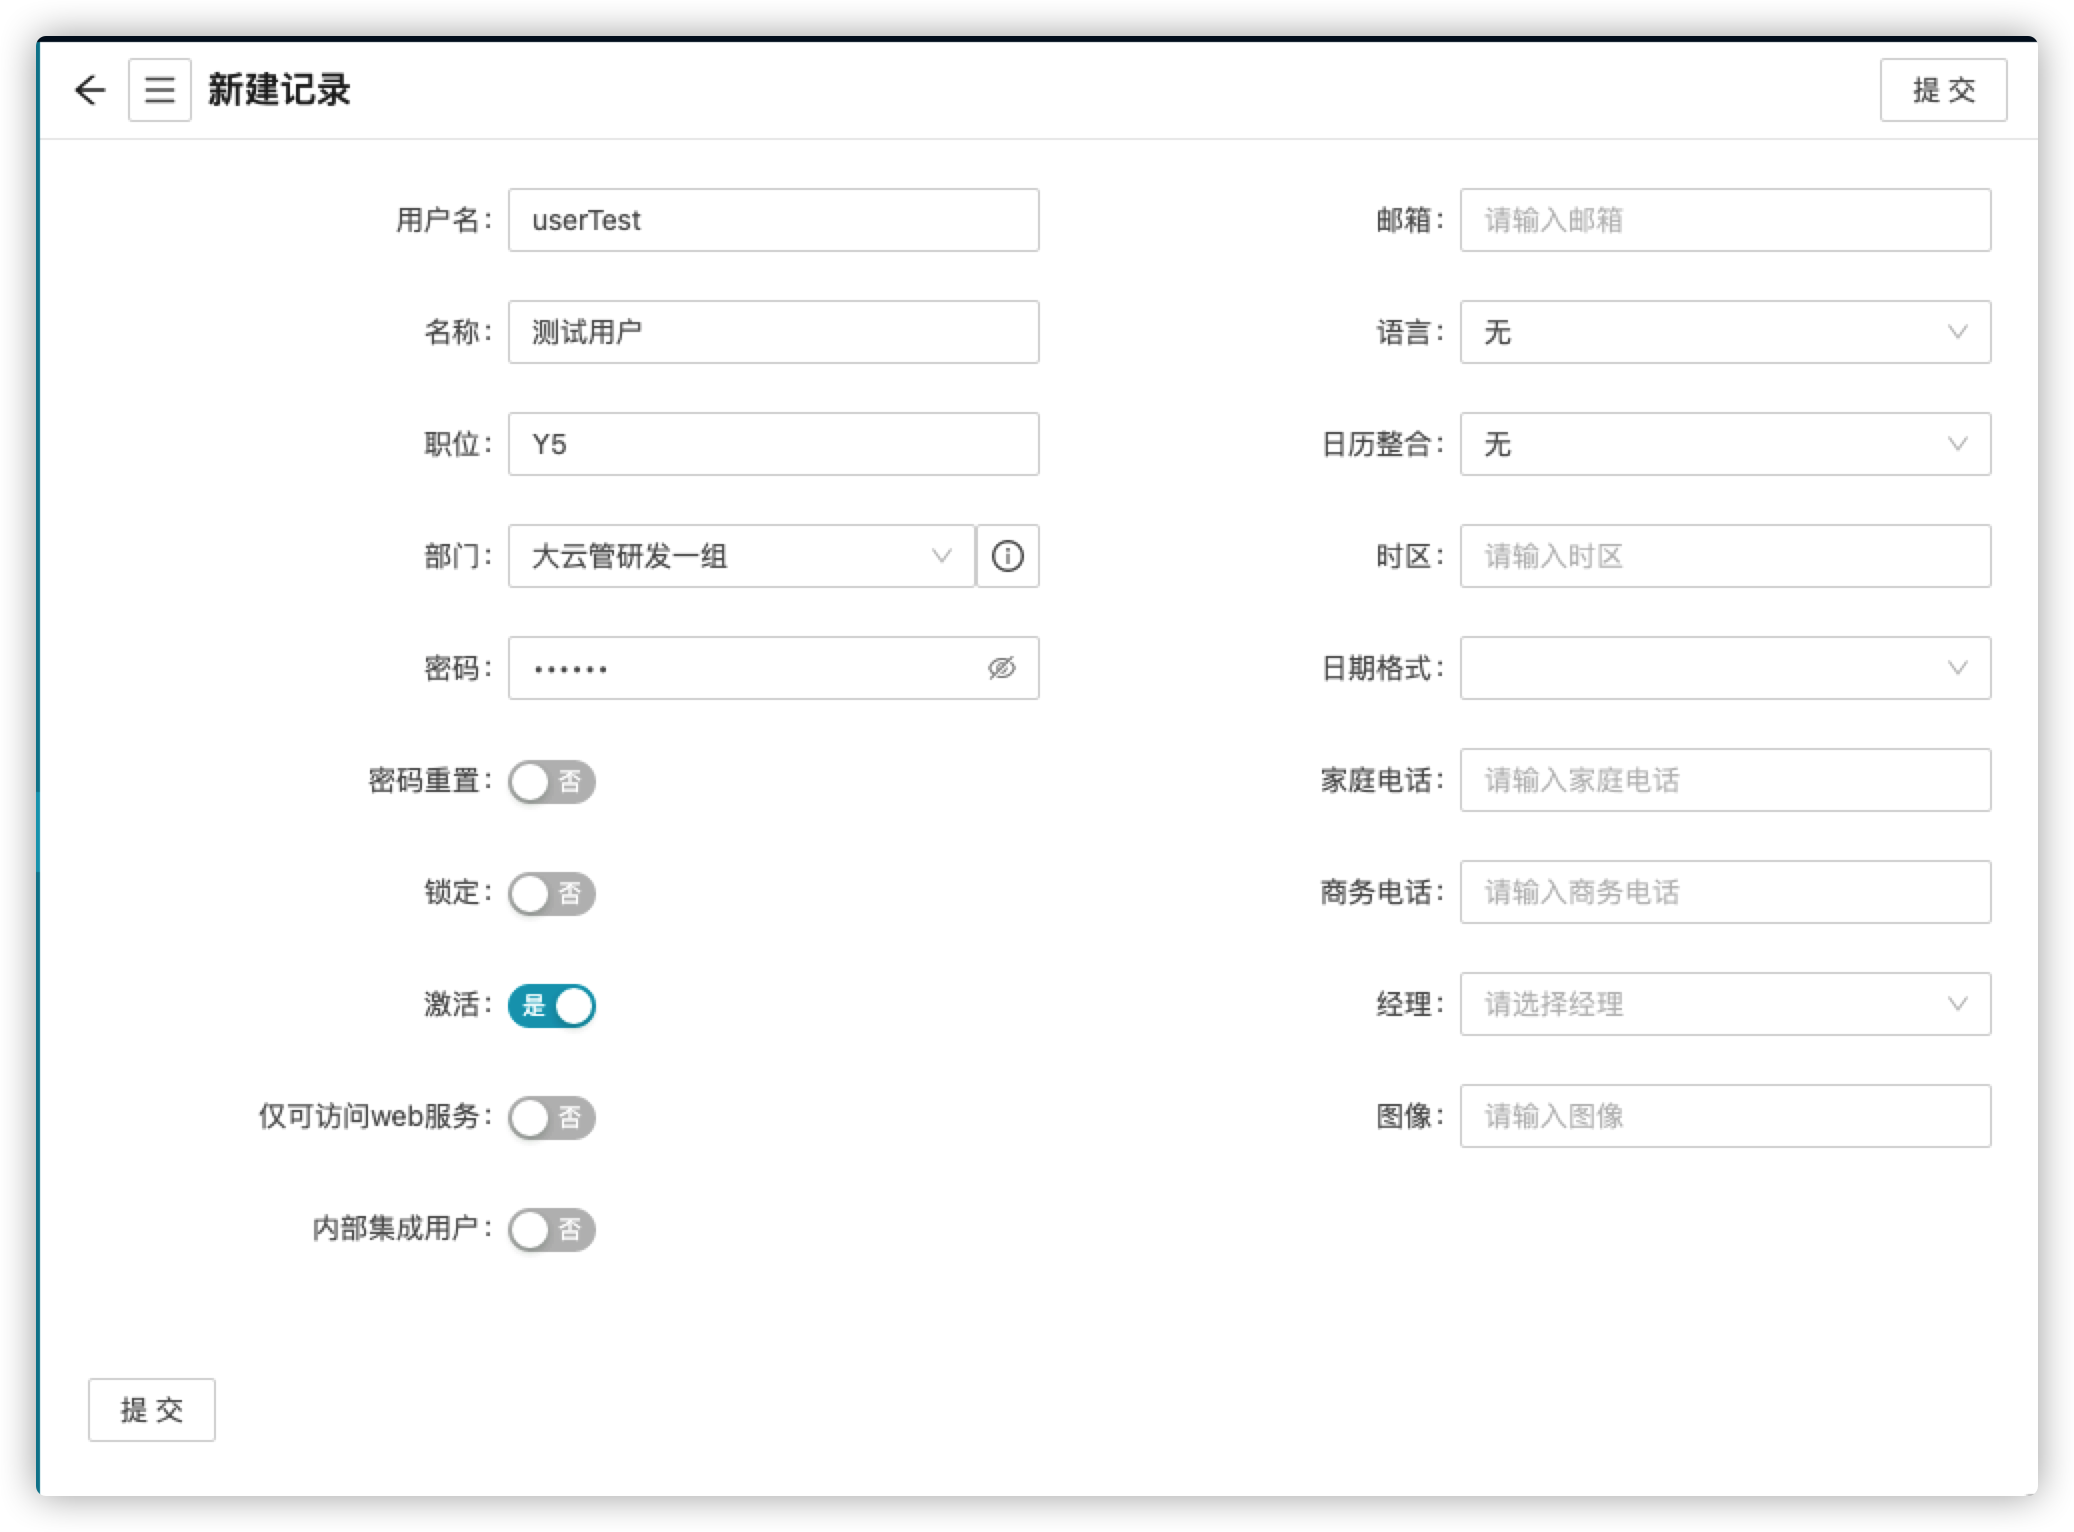 新建记录
提 交
用户名： userTest
邮箱： 请输入邮箱
名称： 测试用户
语言： 无
职位： Y5
日历整合： 无
部门： 大云管研发一组
时区： 请输入时区
密码： ••••••
日期格式：
密码重置： 否
家庭电话： 请输入家庭电话
锁定： 否
商务电话： 请输入商务电话
激活： 是
经理： 请选择经理
仅可访问web服务： 否
图像： 请输入图像
内部集成用户： 否
提 交